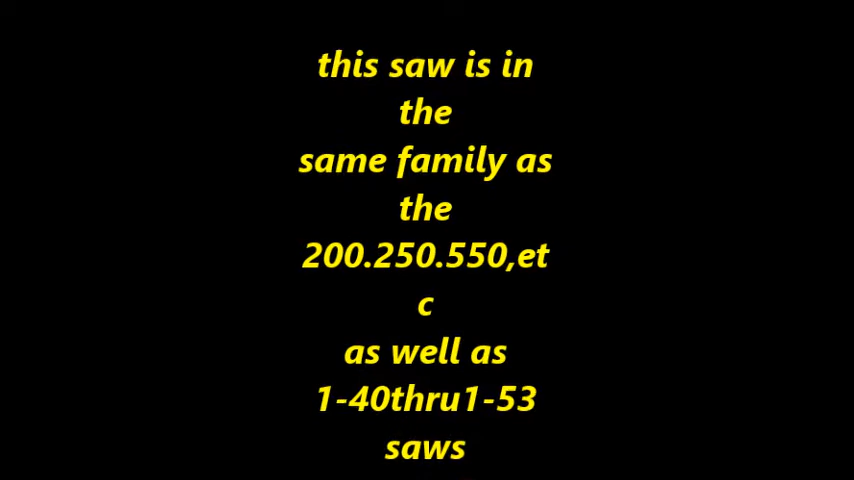 this saw is in
the
same family as
the
200.250.550,et
c
as well as
1-40thru1-53
saws